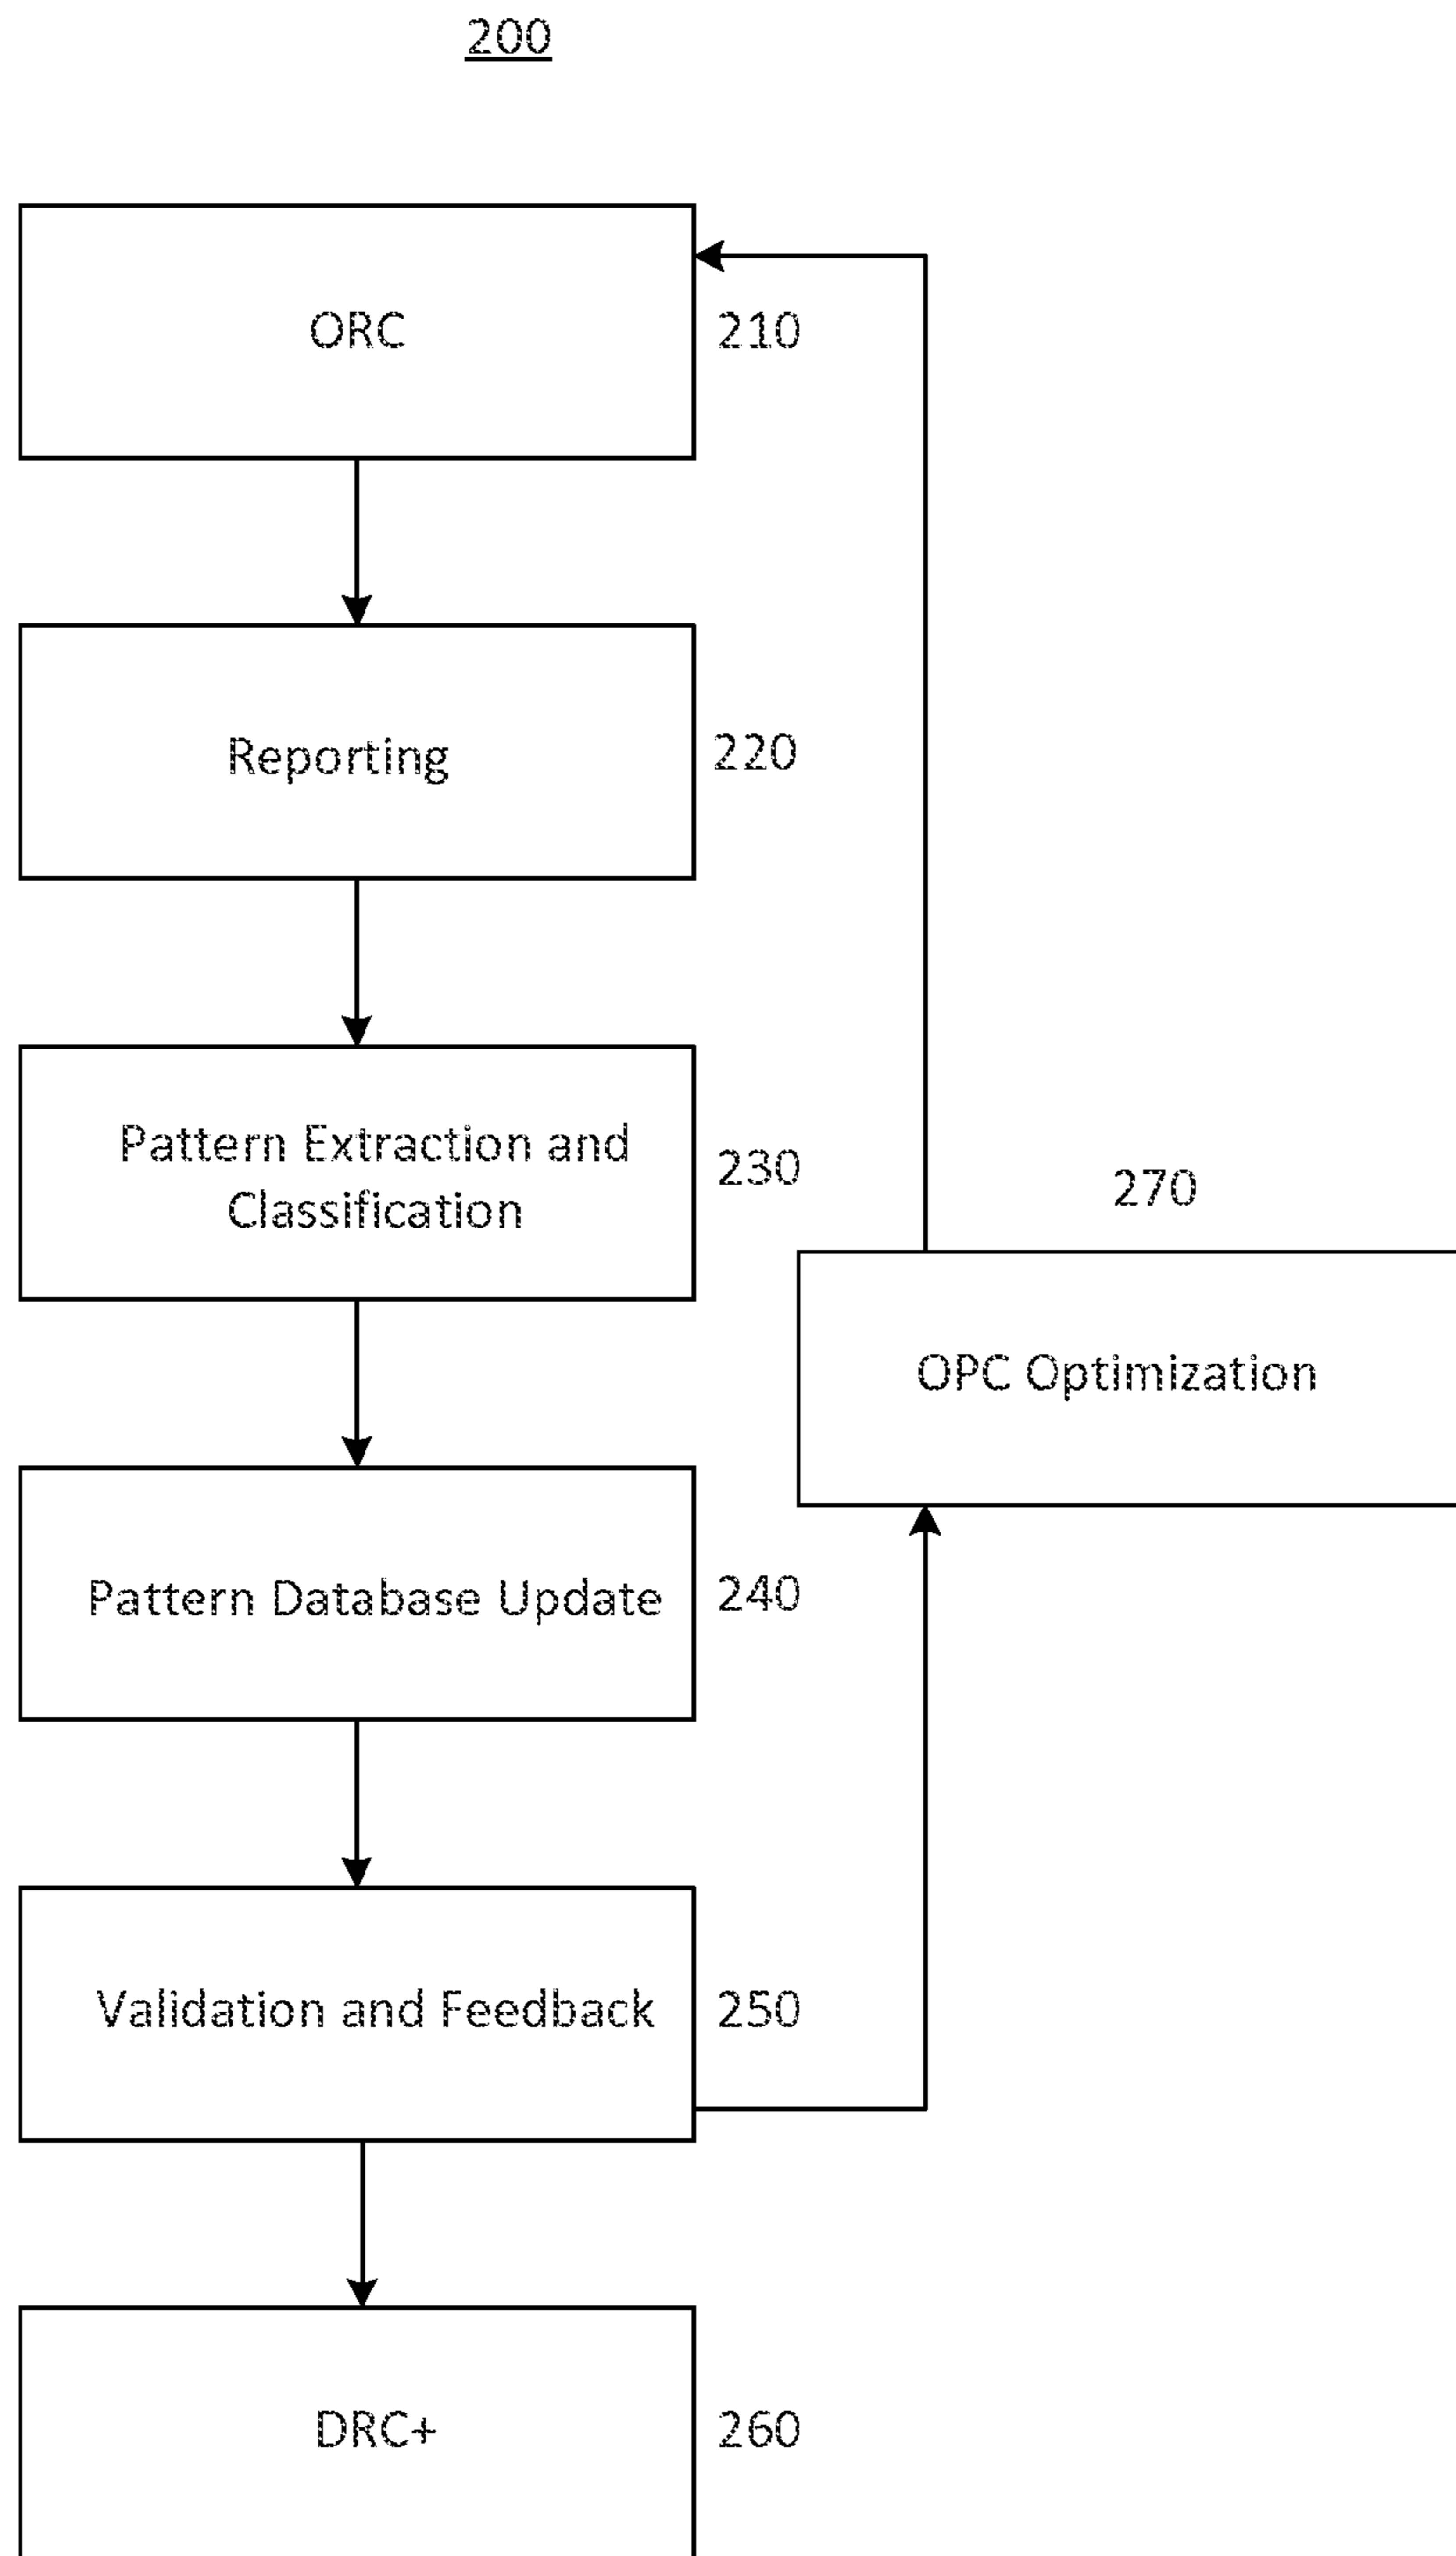 200
ORC
210
Reporting
220
Pattern Extraction and
Classification
230
270
OPC Optimization
Pattern Database Update
240
Validation and Feedback
250
DRC+
260